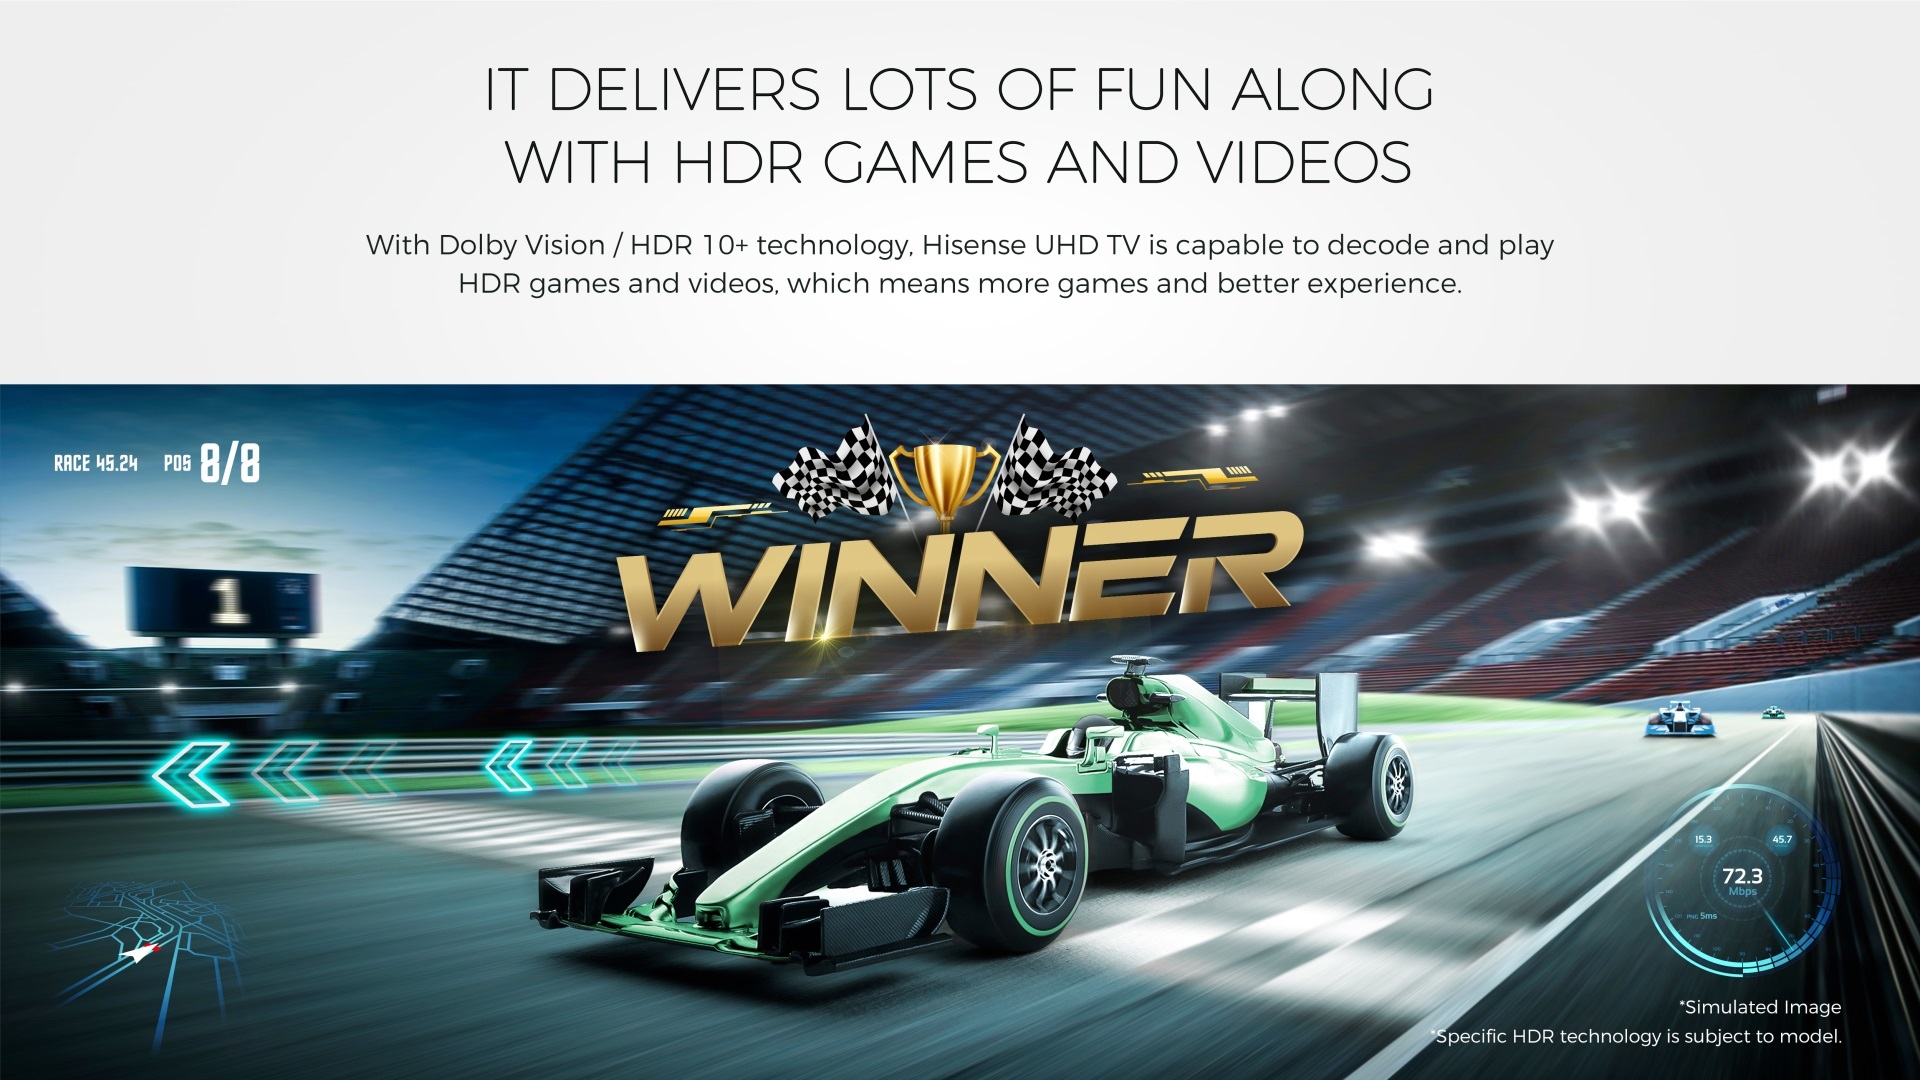 IT DELIVERS LOTS OF FUN ALONG
WITH HDR GAMES AND VIDEOS
With Dolby Vision / HDR 10+ technology, Hisense UHD TV is capable to decode and play
HDR games and videos, which means more games and better experience.
RACE 45.24 POS 8/8
WINNER
1
15.3 45.7
72.3
Mbps
PNG 5ms
*Simulated Image
*Specific HDR technology is subject to model.